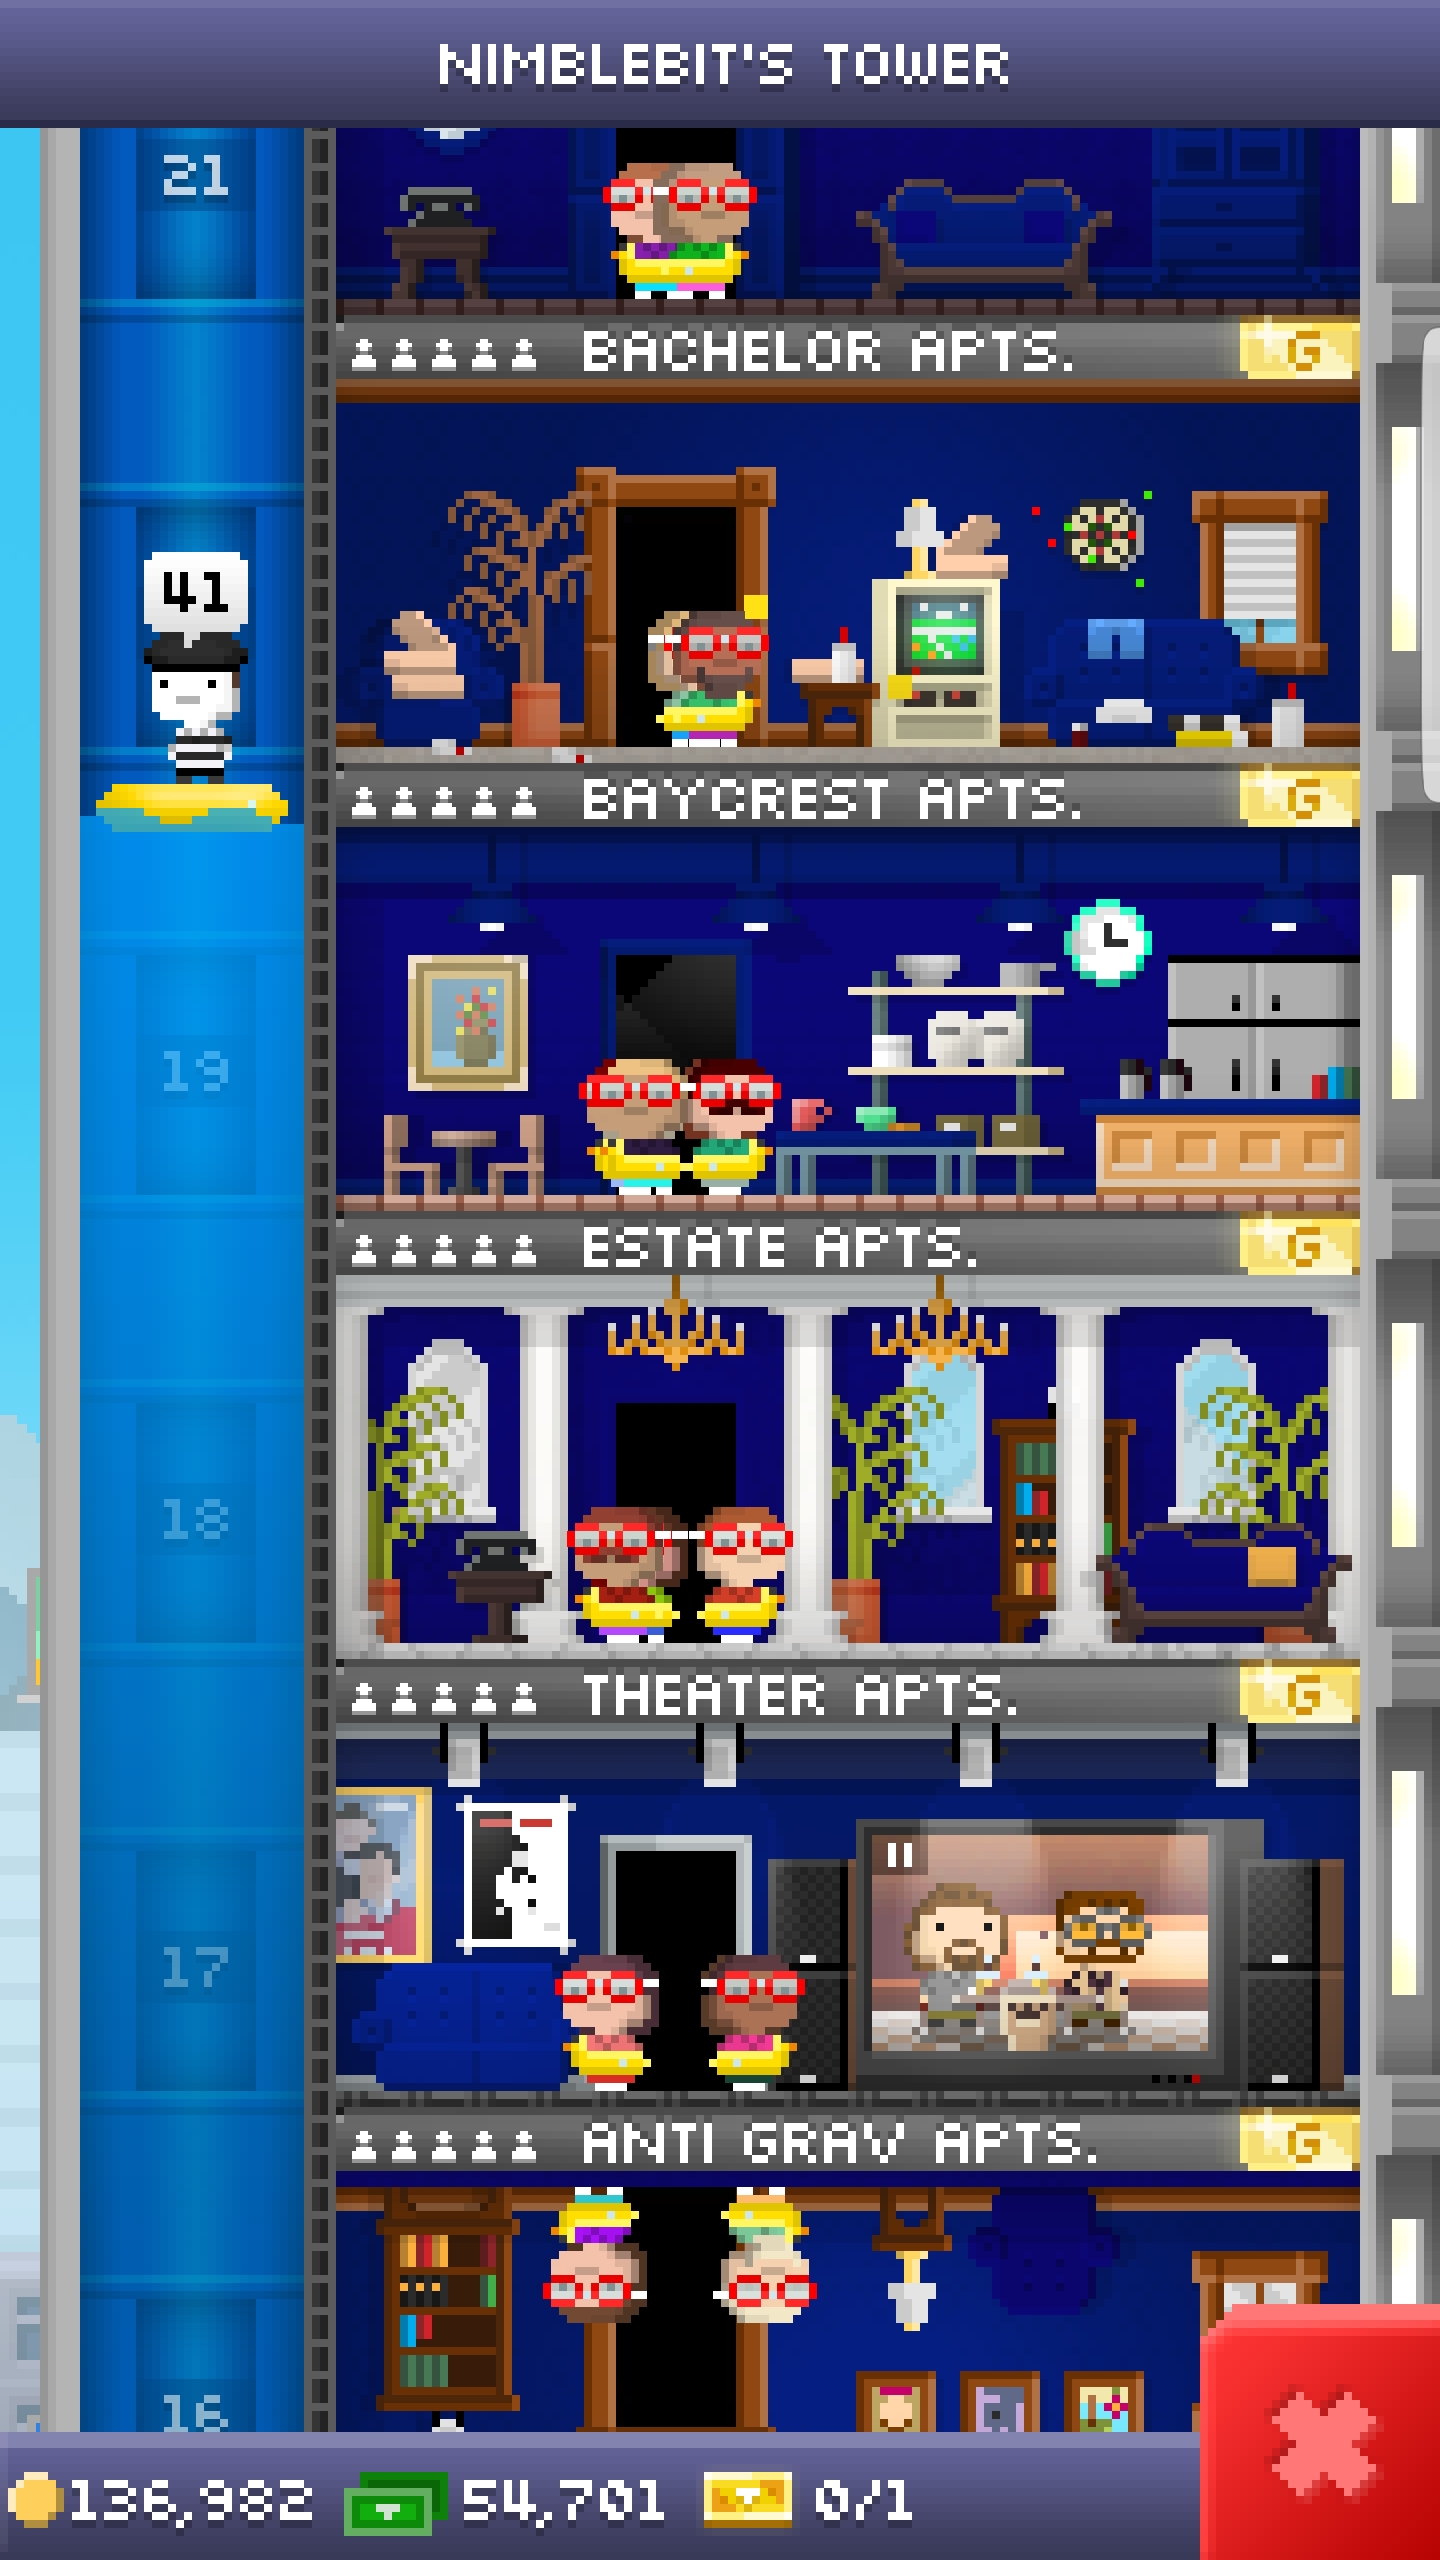 NIMBLEBIT'S TOWER
21
BACHELOR APTS. G
41
BAYCREST APTS. G
19
ESTATE APTS. G
18
THEATER APTS. G
17
ANTI GRAV APTS. G
16
136,982 54,701 0/1